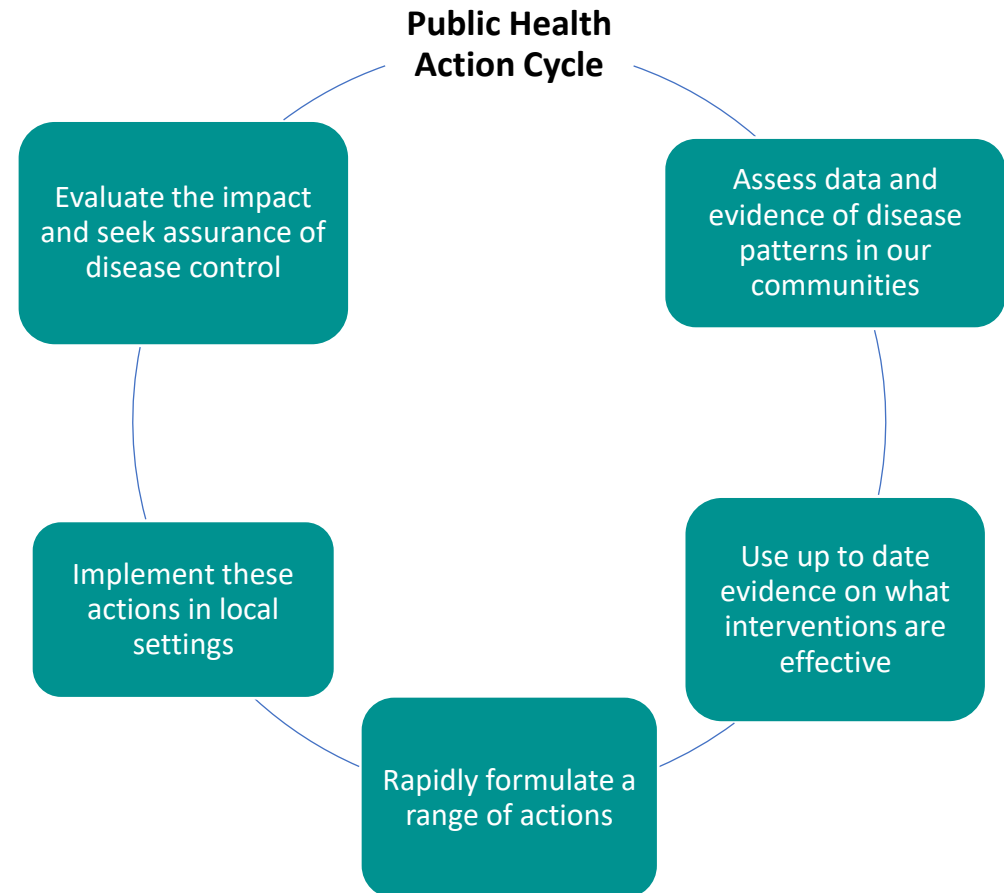 Public Health
Action Cycle
Assess data and
evidence of disease
patterns in our
communities
Use up to date
evidence on what
interventions are
effective
Rapidly formulate a
range of actions
Implement these
actions in local
settings
Evaluate the impact
and seek assurance of
disease control